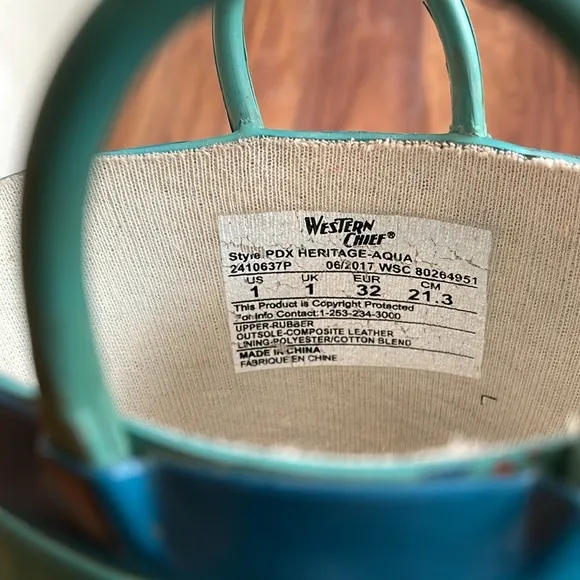 WESTERN
CHIEF®
Style.PDX HERITAGE-AQUA
2410637P 06/2017 WSC 80264951
US UK EUR CM
1 1 32 21.3
This Product is Copyright Protected
For Info Contact:1-253-234-3000
UPPER-RUBBER
OUTSOLE-COMPOSITE LEATHER
LINING-POLYESTER/COTTON BLEND
MADE IN CHINA
FABRIQUE EN CHINE